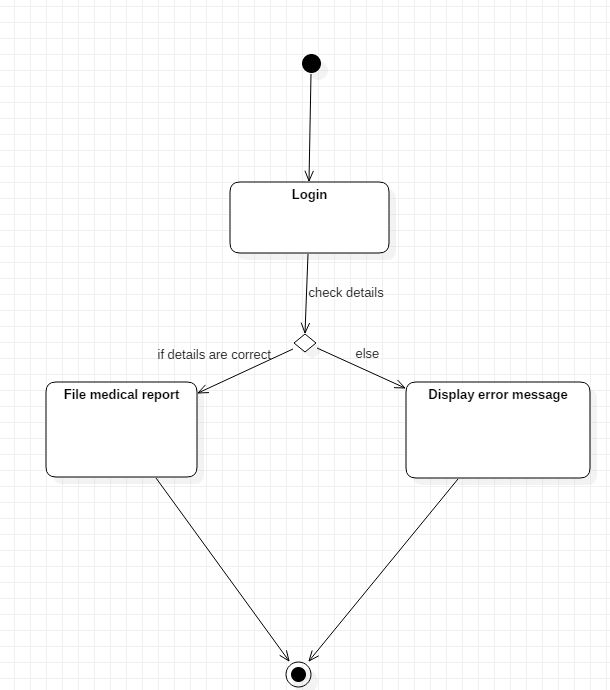 Login
check details
if details are correct
else
File medical report
Display error message